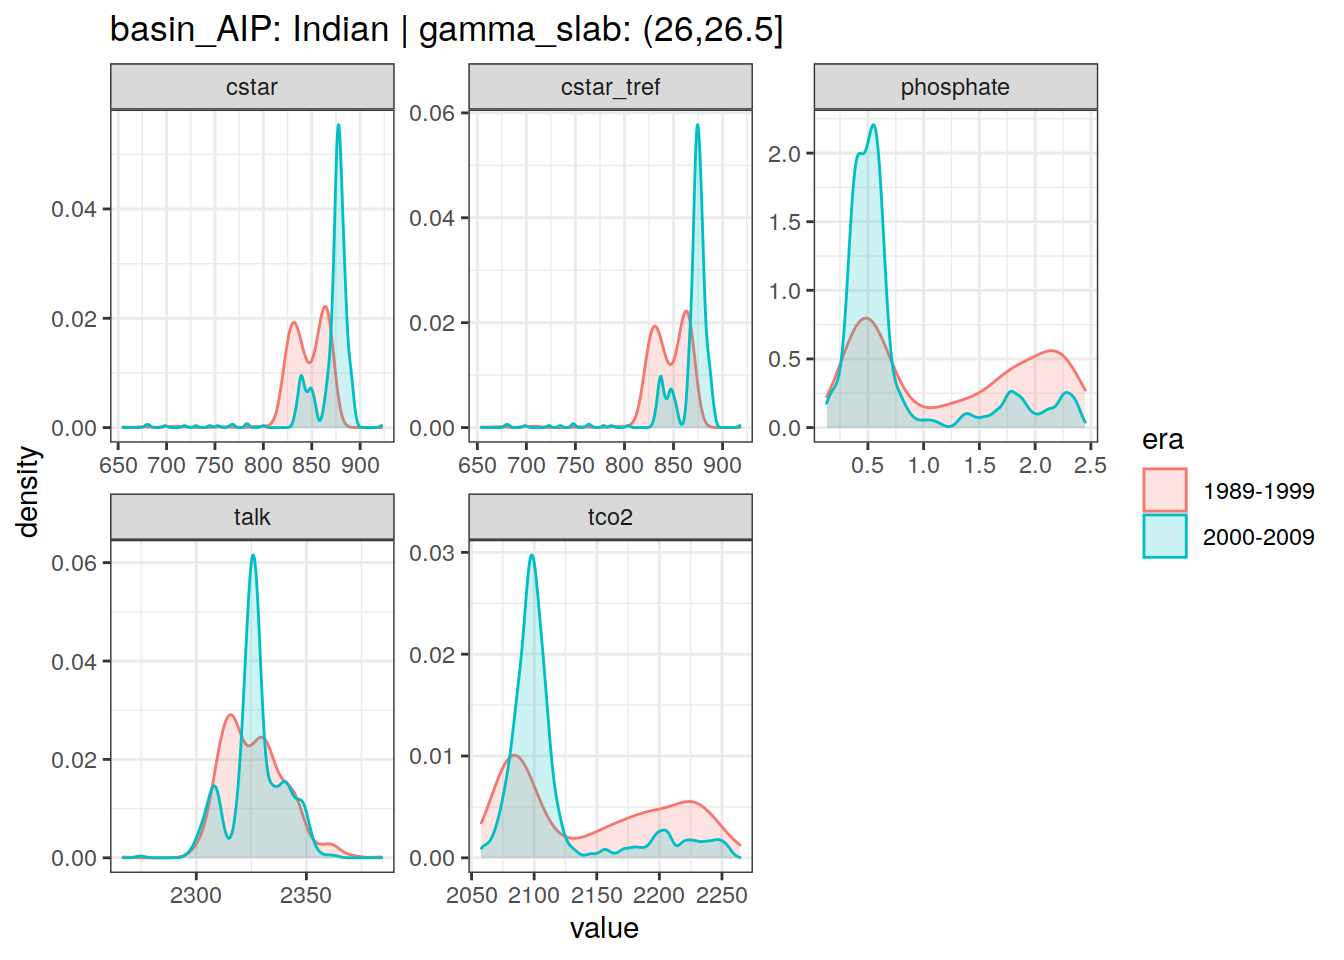 basin_AIP: Indian | gamma_slab: (26,26.5]
cstar
cstar_tref
phosphate
0.04
0.02
0.00
650 700 750 800 850 900
0.06
0.04
0.02
0.00
650 700 750 800 850 900
2.0
1.5
1.0
0.5
0.0
0.5 1.0 1.5 2.0 2.5
density
talk
tco2
0.06
0.04
0.02
0.00
2300 2350
0.03
0.02
0.01
0.00
2050 2100 2150 2200 2250
value
era
1989-1999
2000-2009